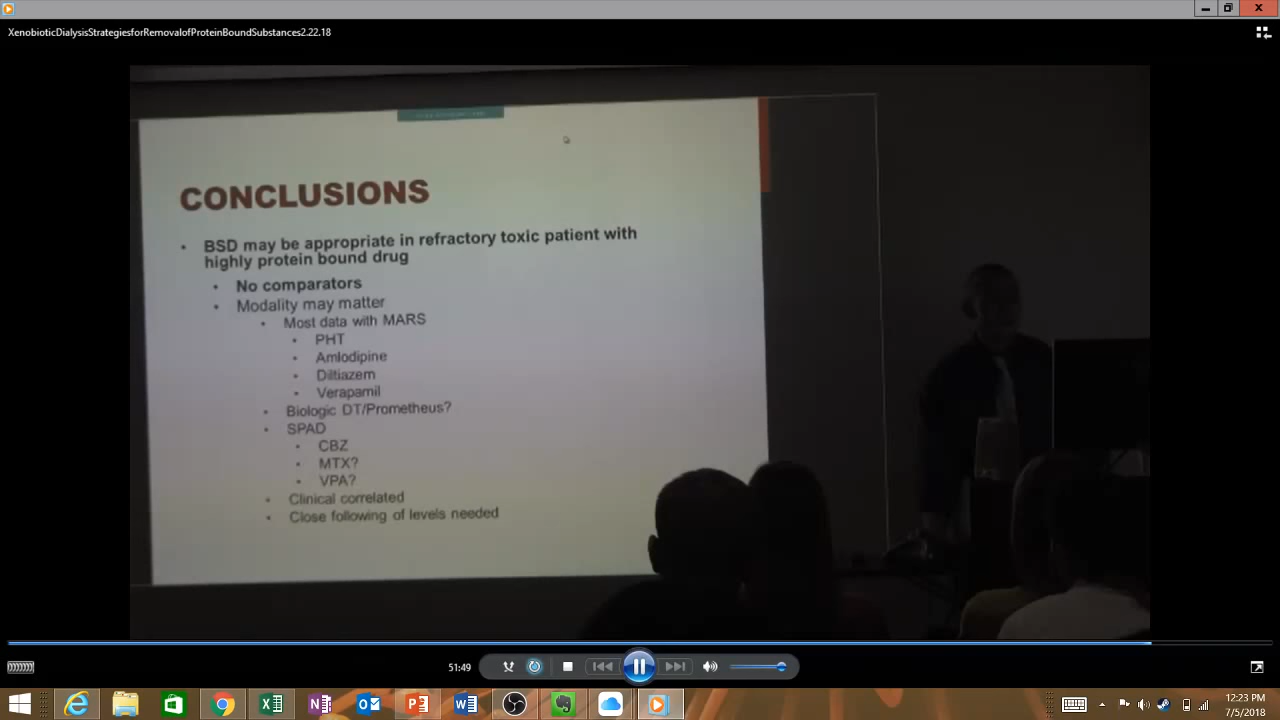 XenobioticDialysisStrategiesforRemovalofProteinBoundSubstances2.22.18
CONCLUSIONS
• BSD may be appropriate in refractory toxic patient with
highly protein bound drug
• No comparators
• Modality may matter
• Most data with MARS
• PHT
• Amlodipine
• Diltiazem
• Verapamil
• Biologic DT/Prometheus?
• SPAD
• CBZ
• MTX?
• VPA?
• Clinical correlated
• Close following of levels needed
51:49
12:23 PM
7/5/2018